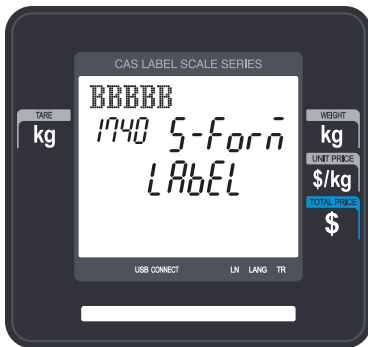 CAS LABEL SCALE SERIES
BBBBB
TARE
kg
1740 S-Forn̄
LAbEL
WEIGHT
kg
UNIT PRICE
$/kg
TOTAL PRICE
$
USB CONNECT LN LANG TR